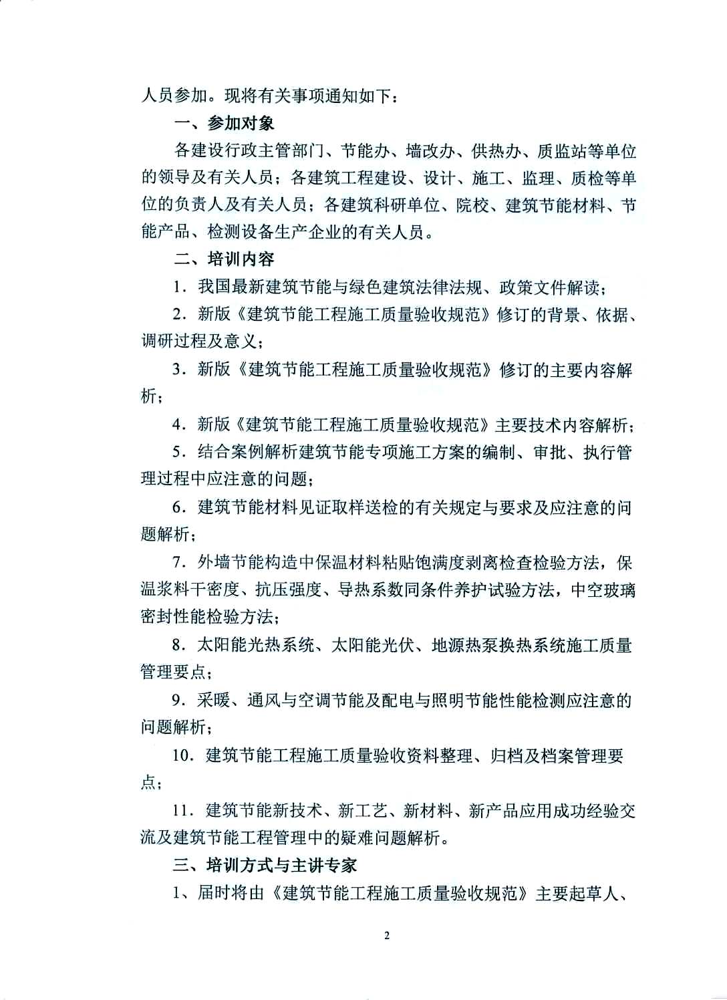 人员参加。现将有关事项通知如下：
一、参加对象
各建设行政主管部门、节能办、墙改办、供热办、质监站等单位
的领导及有关人员；各建筑工程建设、设计、施工、监理、质检等单
位的负责人及有关人员；各建筑科研单位、院校、建筑节能材料、节
能产品、检测设备生产企业的有关人员。
二、培训内容
1．我国最新建筑节能与绿色建筑法律法规、政策文件解读；
2．新版《建筑节能工程施工质量验收规范》修订的背景、依据、
调研过程及意义；
3．新版《建筑节能工程施工质量验收规范》修订的主要内容解
析；
4．新版《建筑节能工程施工质量验收规范》主要技术内容解析；
5．结合案例解析建筑节能专项施工方案的编制、审批、执行管
理过程中应注意的问题；
6．建筑节能材料见证取样送检的有关规定与要求及应注意的问
题解析；
7．外墙节能构造中保温材料粘贴饱满度剥离检查检验方法，保
温浆料干密度、抗压强度、导热系数同条件养护试验方法，中空玻璃
密封性能检验方法；
8．太阳能光热系统、太阳能光伏、地源热泵换热系统施工质量
管理要点；
9．采暖、通风与空调节能及配电与照明节能性能检测应注意的
问题解析；
10．建筑节能工程施工质量验收资料整理、归档及档案管理要
点；
11．建筑节能新技术、新工艺、新材料、新产品应用成功经验交
流及建筑节能工程管理中的疑难问题解析。
三、培训方式与主讲专家
1、届时将由《建筑节能工程施工质量验收规范》主要起草人、
2